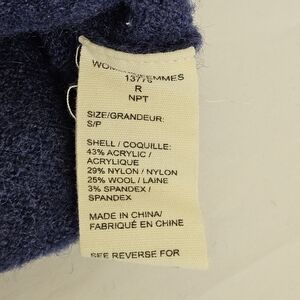 FEMMES
R
NPT
SIZE/GRANDEUR:
S/P
SHELL / COQUILLE:
43% ACRYLIC /
ACRYLIQUE
29% NYLON / NYLON
25% WOOL / LAINE
3% SPANDEX /
SPANDEX
MADE IN CHINA/
FABRIQUÉ EN CHINE
SEE REVERSE FOR